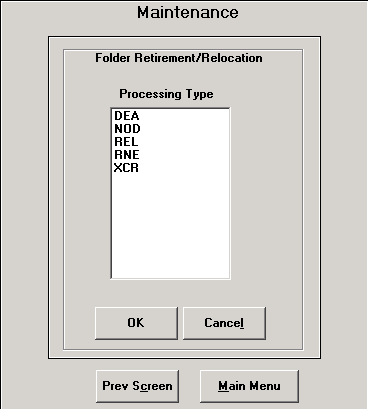 Maintenance
Folder Retirement/Relocation
Processing Type
DEA
NOD
REL
RNE
XCR
OK Cancel
Prev Screen Main Menu